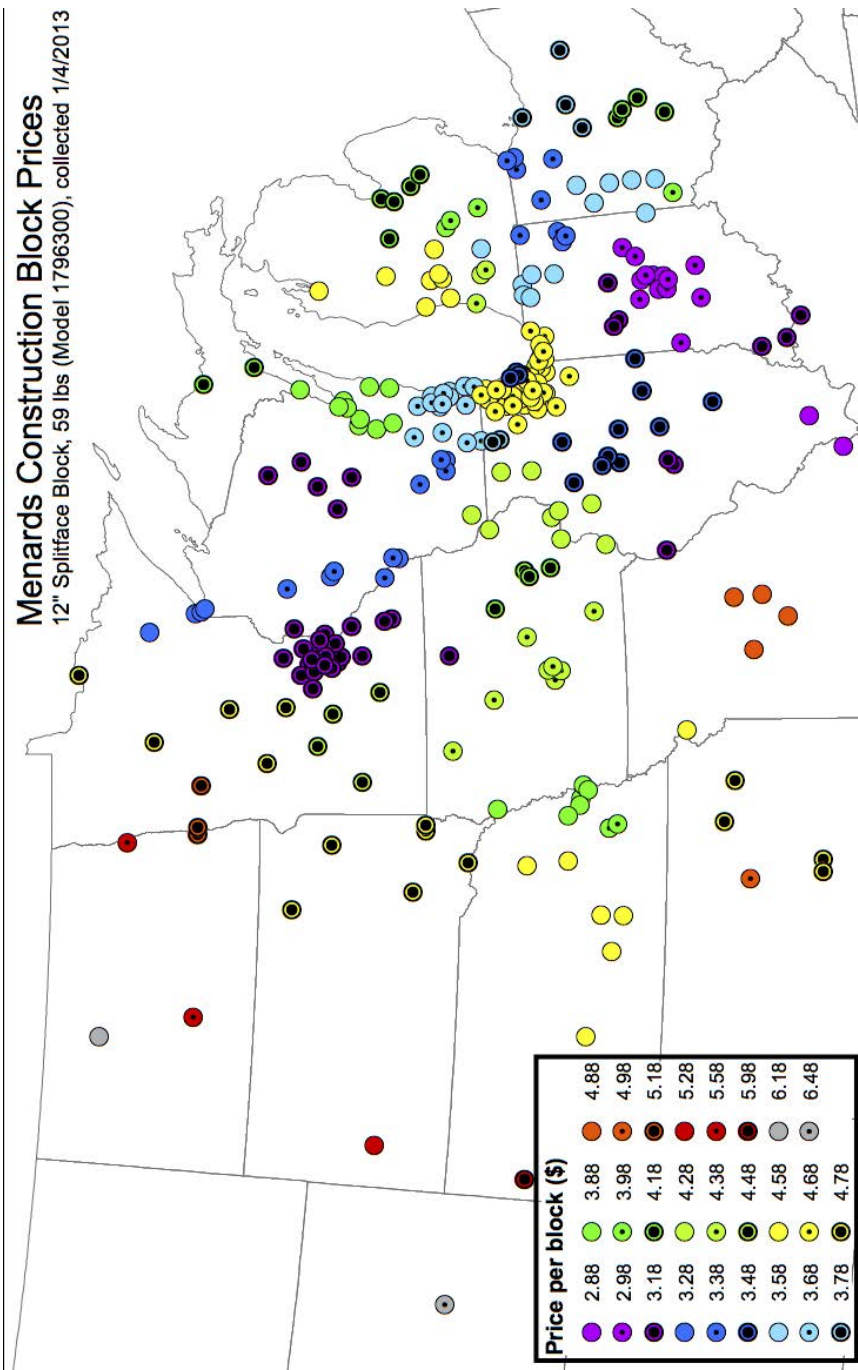 Menards Construction Block Prices
12" Splitface Block, 59 lbs (Model 1796300), collected 1/4/2013
Price per block ($)
2.88 3.88 4.88
2.98 3.98 4.98
3.18 4.18 5.18
3.28 4.28 5.28
3.38 4.38 5.58
3.48 4.48 5.98
3.58 4.58 6.18
3.68 4.68 6.48
3.78 4.78